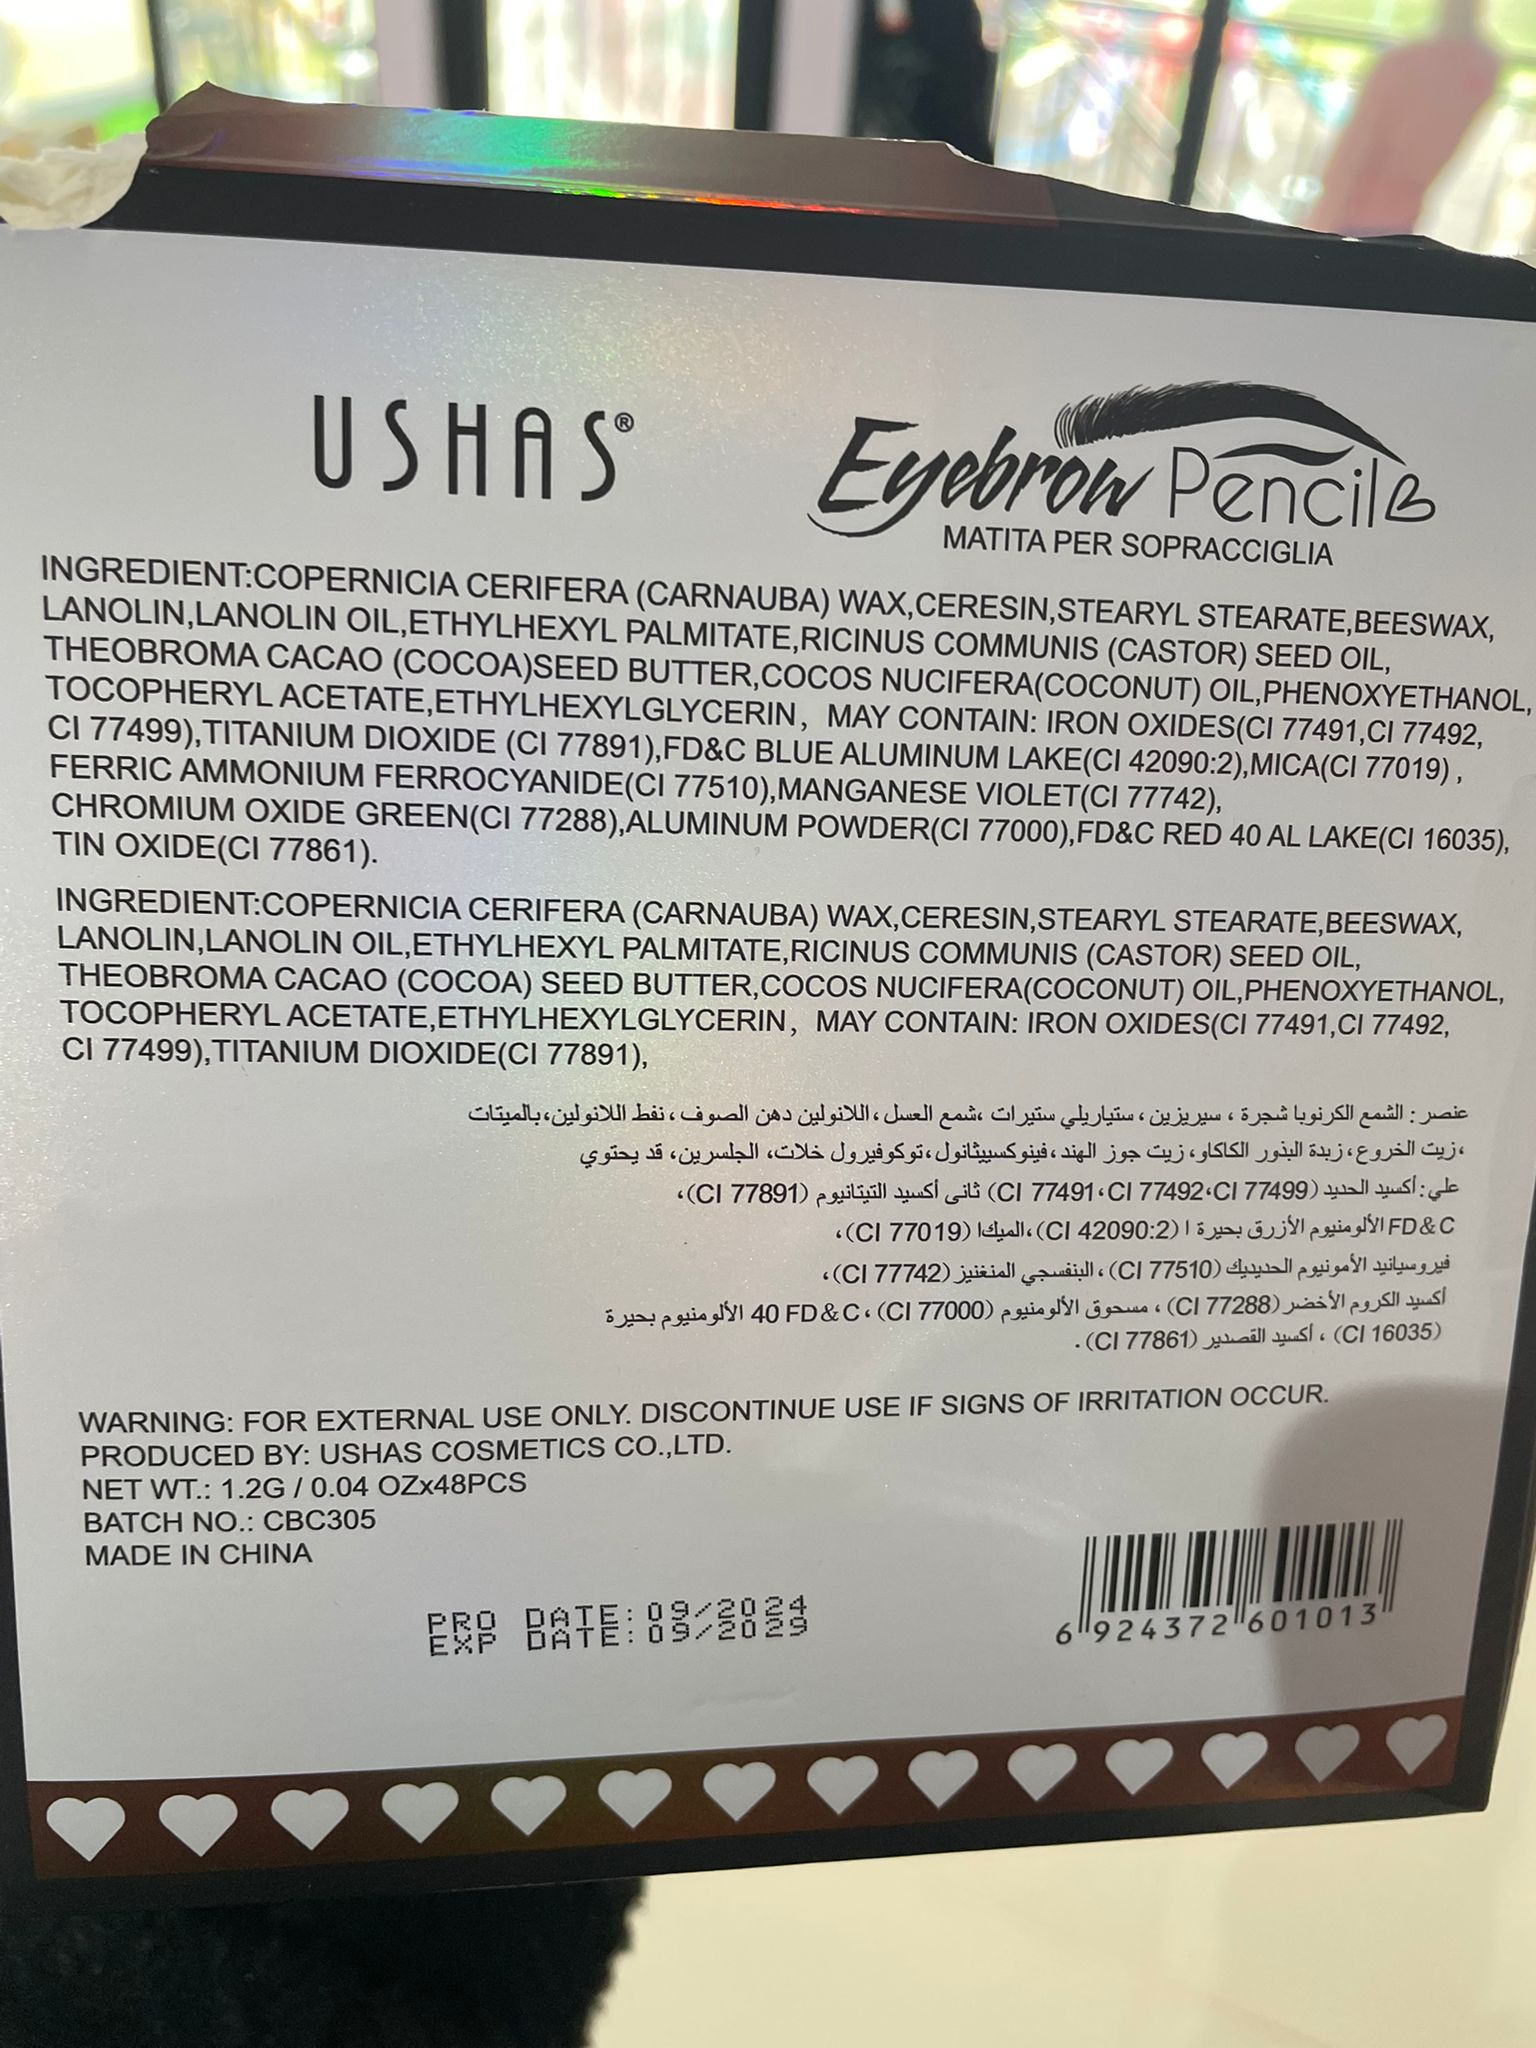 USHAS®
Eyebrow Pencil
MATITA PER SOPRACCIGLIA
INGREDIENT:COPERNICIA CERIFERA (CARNAUBA) WAX,CERESIN,STEARYL STEARATE,BEESWAX,
LANOLIN,LANOLIN OIL,ETHYLHEXYL PALMITATE,RICINUS COMMUNIS (CASTOR) SEED OIL,
THEOBROMA CACAO (COCOA)SEED BUTTER,COCOS NUCIFERA(COCONUT) OIL,PHENOXYETHANOL,
TOCOPHERYL ACETATE,ETHYLHEXYLGLYCERIN, MAY CONTAIN: IRON OXIDES(CI 77491,CI 77492,
CI 77499),TITANIUM DIOXIDE (CI 77891),FD&C BLUE ALUMINUM LAKE(CI 42090:2),MICA(CI 77019) ,
FERRIC AMMONIUM FERROCYANIDE(CI 77510),MANGANESE VIOLET(CI 77742),
CHROMIUM OXIDE GREEN(CI 77288),ALUMINUM POWDER(CI 77000),FD&C RED 40 AL LAKE(CI 16035),
TIN OXIDE(CI 77861).
INGREDIENT:COPERNICIA CERIFERA (CARNAUBA) WAX,CERESIN,STEARYL STEARATE,BEESWAX,
LANOLIN,LANOLIN OIL,ETHYLHEXYL PALMITATE,RICINUS COMMUNIS (CASTOR) SEED OIL,
THEOBROMA CACAO (COCOA) SEED BUTTER,COCOS NUCIFERA(COCONUT) OIL,PHENOXYETHANOL,
TOCOPHERYL ACETATE,ETHYLHEXYLGLYCERIN, MAY CONTAIN: IRON OXIDES(CI 77491,CI 77492,
CI 77499),TITANIUM DIOXIDE(CI 77891),
عنصر: الشمع الكرنوبا شجرة ، سيريزين، ستياريلي ستيرات ،شمع العسل، اللانولين دهن الصوف، نفط اللانولين،بالميتات
،زيت الخروع، زبدة البذور الكاكاو، زيت جوز الهند،فينوكسييثانول،توكوفيرول خلات، الجلسرين، قد يحتوي
علي: أكسيد الحديد (CI 77491،CI 77492،CI 77499) ثانى أكسيد التيتانيوم (CI 77891)،
FD&C الألومنيوم الأزرق بحيرة ا (CI 42090:2)،الميكا (CI 77019)،
فيروسيانيد الأمونيوم الحديديك (CI 77510)، البنفسجي المنغنيز (CI 77742)،
أكسيد الكروم الأخضر (CI 77288) ، مسحوق الألومنيوم (CI 77000)، 40 FD&C الألومنيوم بحيرة
(CI 16035) ، أكسيد القصدير (CI 77861).
WARNING: FOR EXTERNAL USE ONLY. DISCONTINUE USE IF SIGNS OF IRRITATION OCCUR.
PRODUCED BY: USHAS COSMETICS CO.,LTD.
NET WT.: 1.2G / 0.04 OZx48PCS
BATCH NO.: CBC305
MADE IN CHINA
PRO DATE:09/2024
EXP DATE:09/2029
6 924372 601013